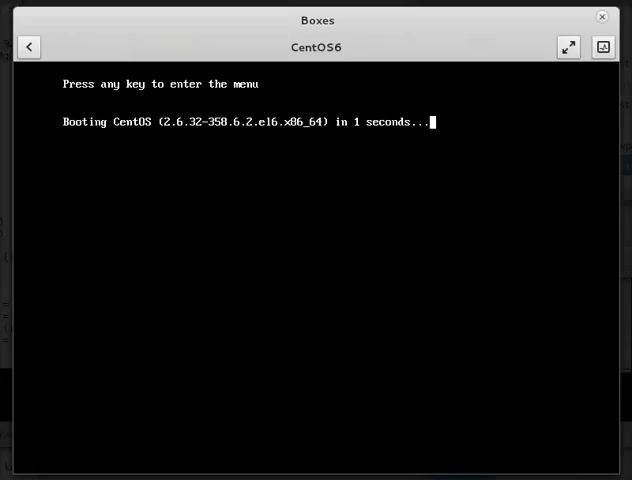 Boxes
CentOS6
Press any key to enter the menu
Booting CentOS (2.6.32-358.6.2.el6.x86_64) in 1 seconds...